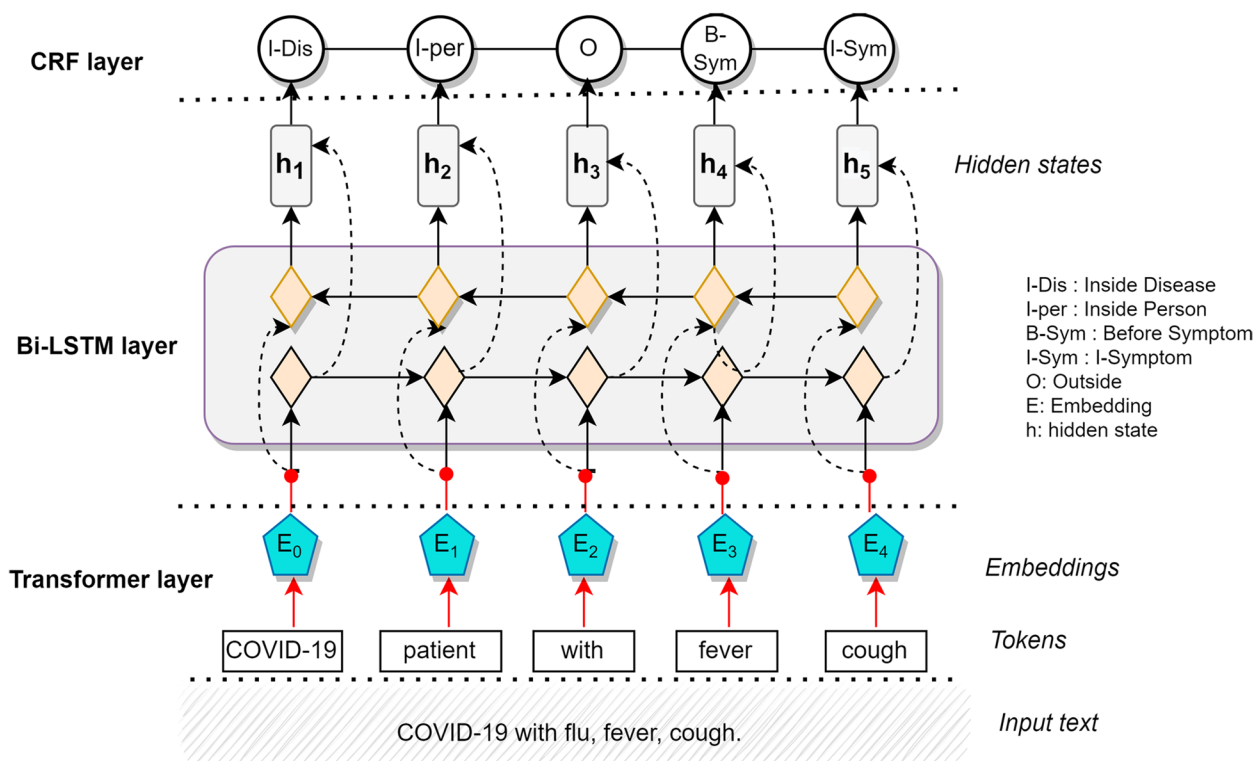 CRF layer
I-Dis
I-per
O
B-
Sym
I-Sym
h1
h2
h3
h4
h5
Hidden states
Bi-LSTM layer
I-Dis : Inside Disease
I-per : Inside Person
B-Sym : Before Symptom
I-Sym : I-Symptom
O: Outside
E: Embedding
h: hidden state
E0
E1
E2
E3
E4
Transformer layer
Embeddings
COVID-19
patient
with
fever
cough
Tokens
COVID-19 with flu, fever, cough.
Input text